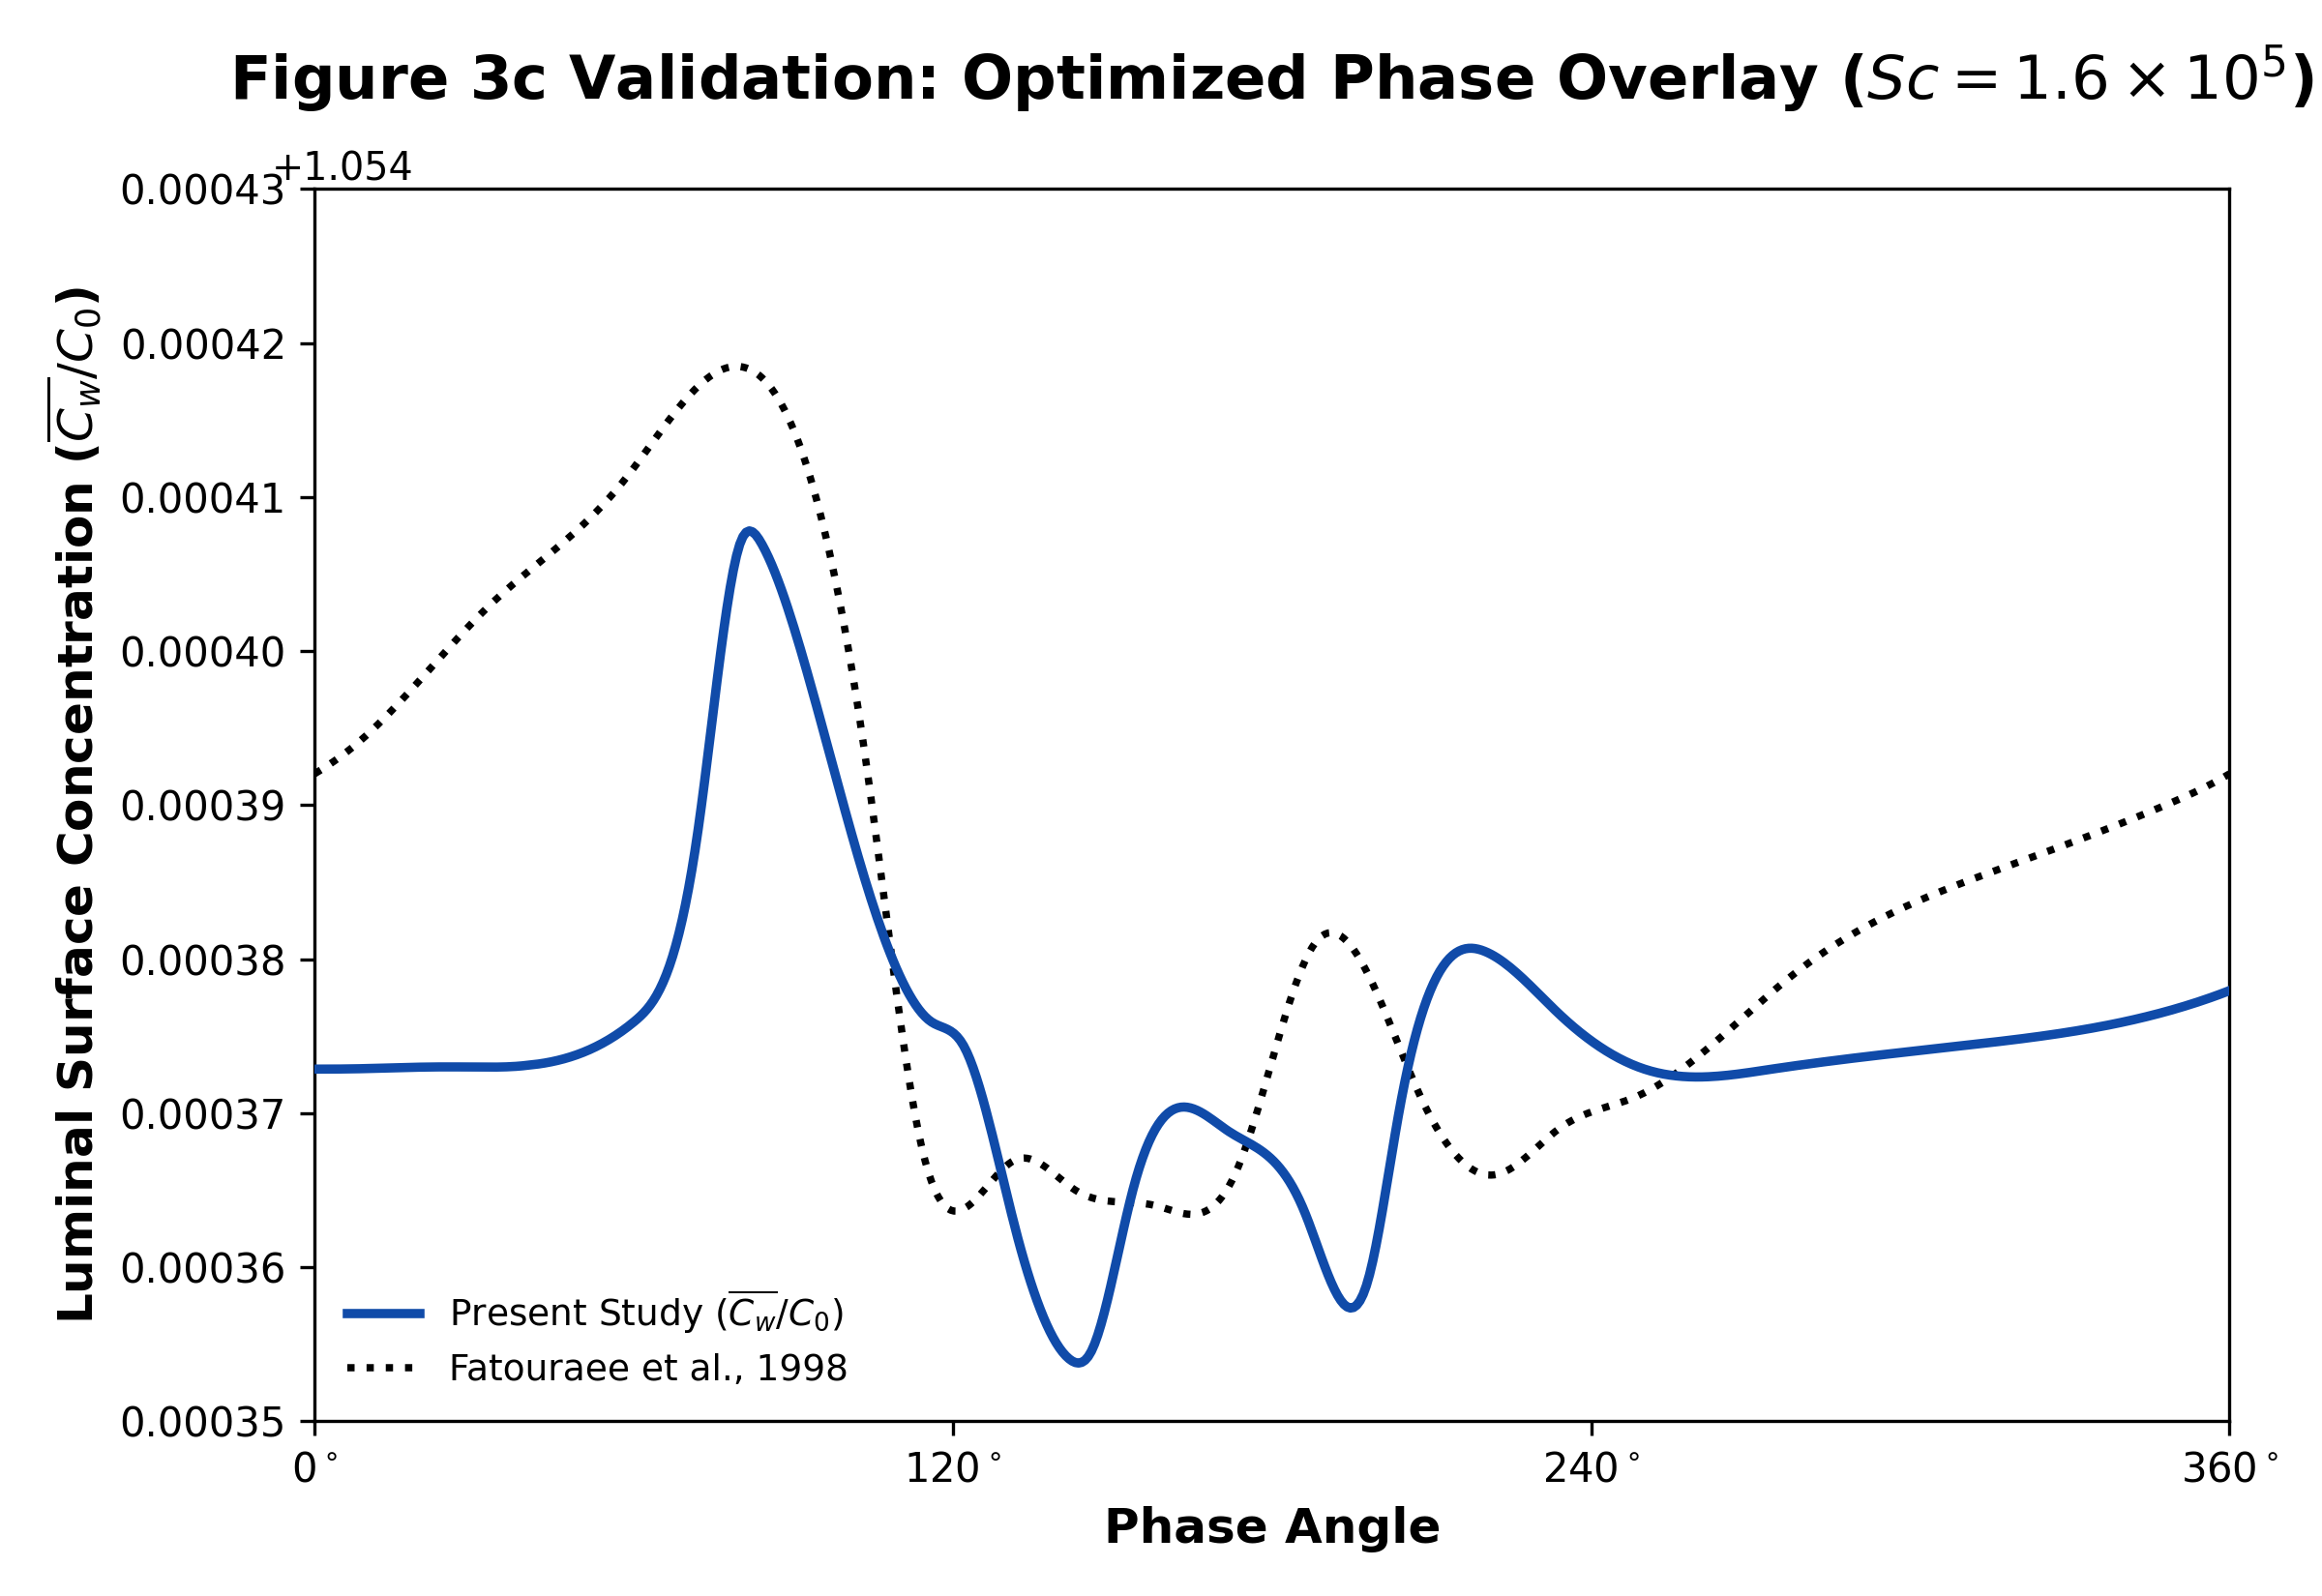 Figure 3c Validation: Optimized Phase Overlay (Sc = 1.6 × 10⁵)
+1.054
0.00043
0.00042
0.00041
0.00040
0.00039
0.00038
0.00037
0.00036
0.00035
Luminal Surface Concentration (C̅w̅/C₀)
Present Study (C̅w̅/C₀)
Fatouraee et al., 1998
0° 120° 240° 360°
Phase Angle